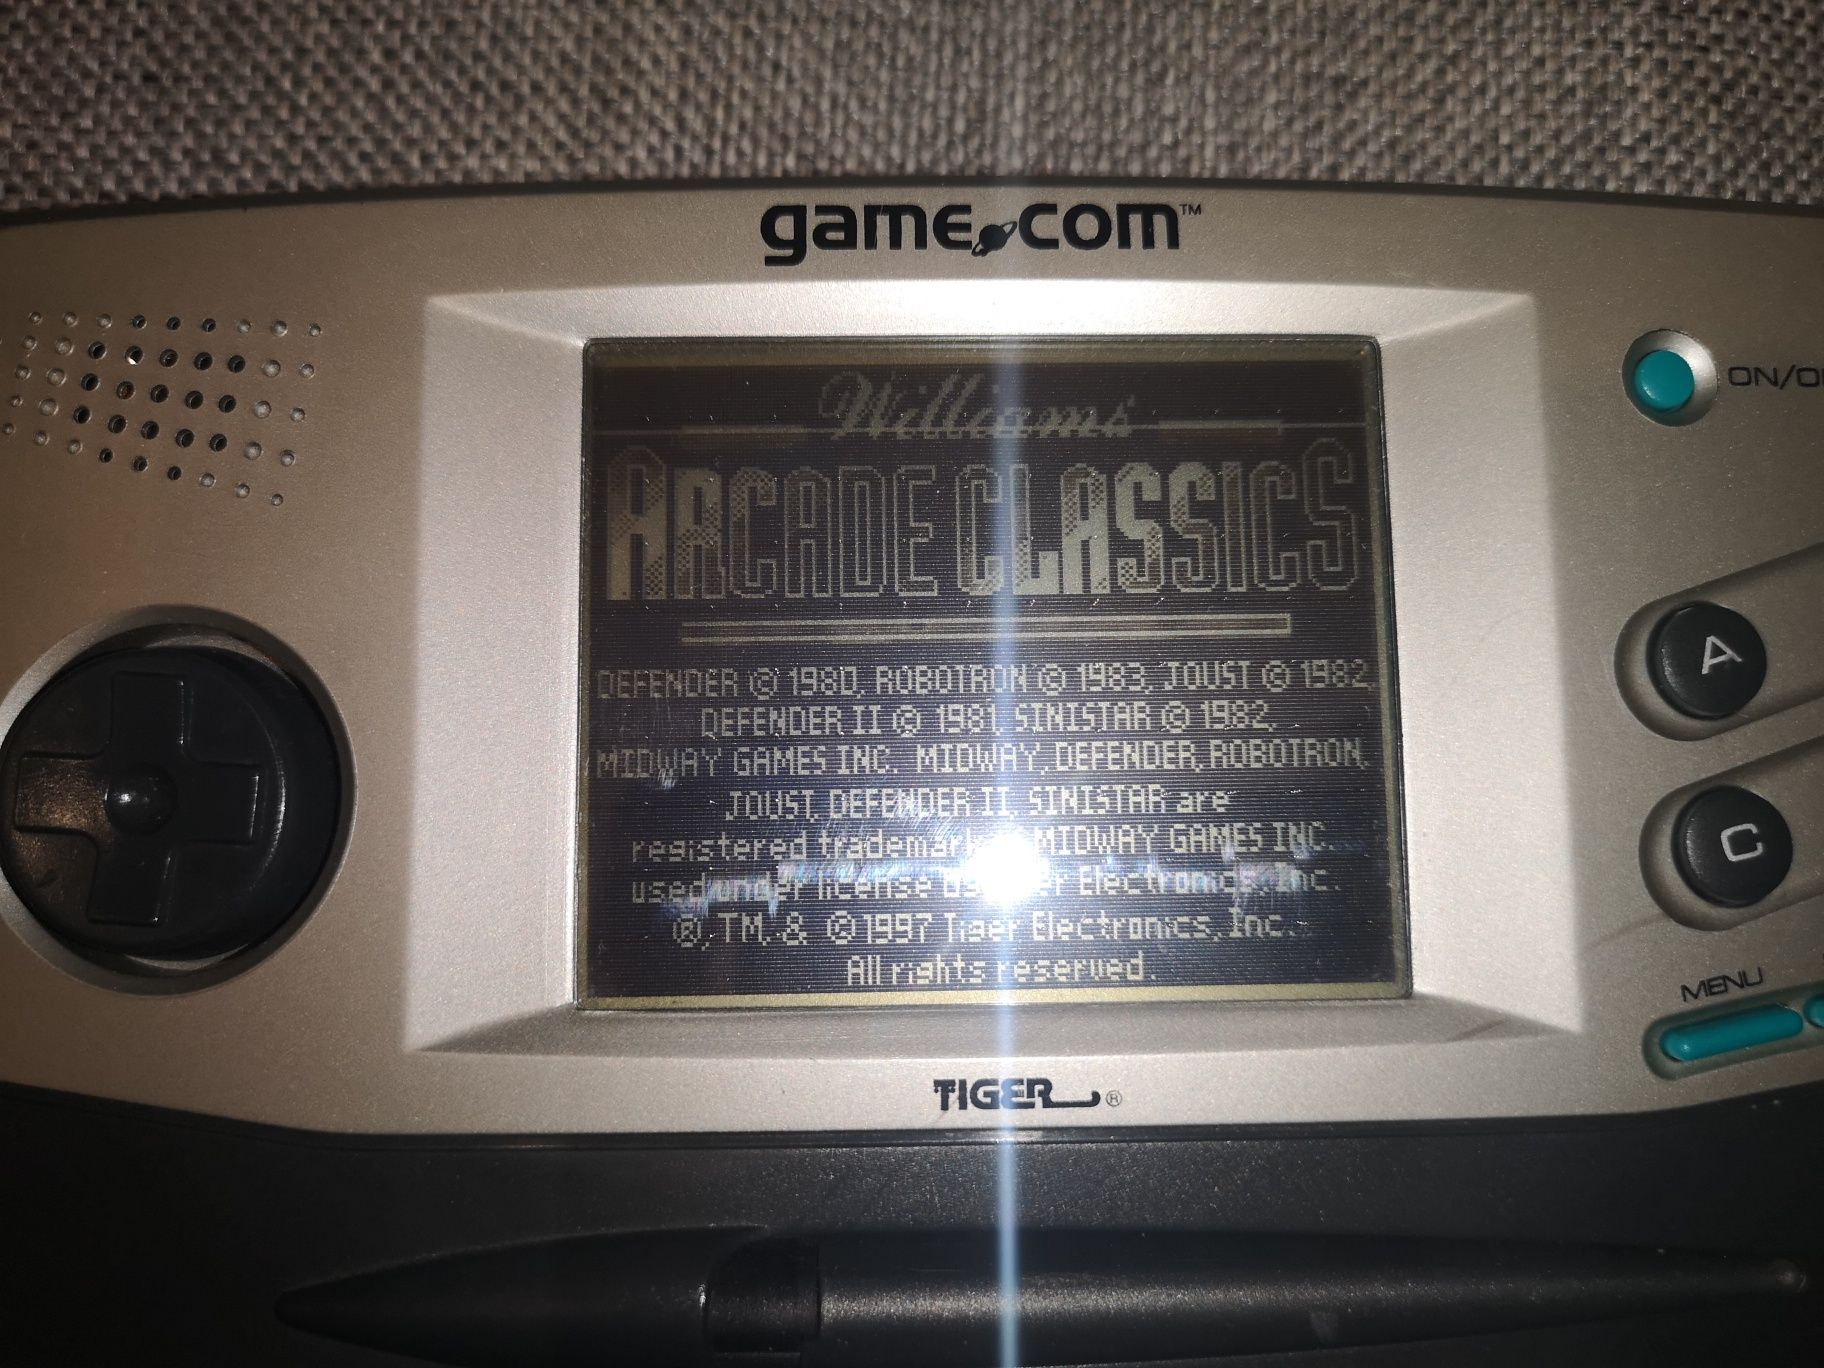 game.com™
ON/O
Williams
ARCADE CLASSICS
DEFENDER © 1980, ROBOTRON © 1983, JOUST © 1982,
DEFENDER II © 1981, SINISTAR © 1982,
MIDWAY GAMES INC. MIDWAY, DEFENDER, ROBOTRON,
JOUST, DEFENDER II, SINISTAR are
registered MIDWAY GAMES INC.
used under license Electronics, Inc.
®, TM, & ©1997 Tiger Electronics, Inc.
All rights reserved.
A
C
MENU
TIGER®